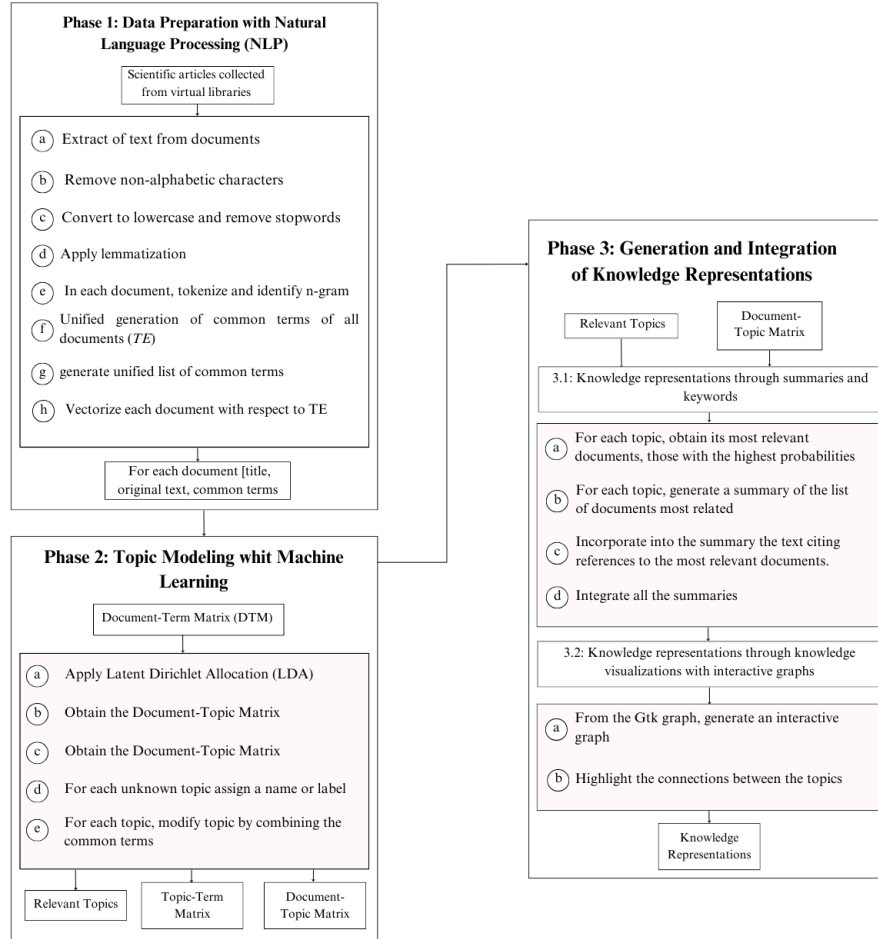 Phase 1: Data Preparation with Natural
Language Processing (NLP)
Scientific articles collected
from virtual libraries
a Extract of text from documents
b Remove non-alphabetic characters
c Convert to lowercase and remove stopwords
d Apply lemmatization
e In each document, tokenize and identify n-gram
f Unified generation of common terms of all
documents (TE)
g generate unified list of common terms
h Vectorize each document with respect to TE
For each document [title,
original text, common terms
Phase 2: Topic Modeling whit Machine
Learning
Document-Term Matrix (DTM)
a Apply Latent Dirichlet Allocation (LDA)
b Obtain the Document-Topic Matrix
c Obtain the Document-Topic Matrix
d For each unknown topic assign a name or label
e For each topic, modify topic by combining the
common terms
Relevant Topics
Topic-Term
Matrix
Document-
Topic Matrix
Phase 3: Generation and Integration
of Knowledge Representations
Relevant Topics
Document-
Topic Matrix
3.1: Knowledge representations through summaries and
keywords
a For each topic, obtain its most relevant
documents, those with the highest probabilities
b For each topic, generate a summary of the list
of documents most related
c Incorporate into the summary the text citing
references to the most relevant documents.
d Integrate all the summaries
3.2: Knowledge representations through knowledge
visualizations with interactive graphs
a From the Gtk graph, generate an interactive
graph
b Highlight the connections between the topics
Knowledge
Representations